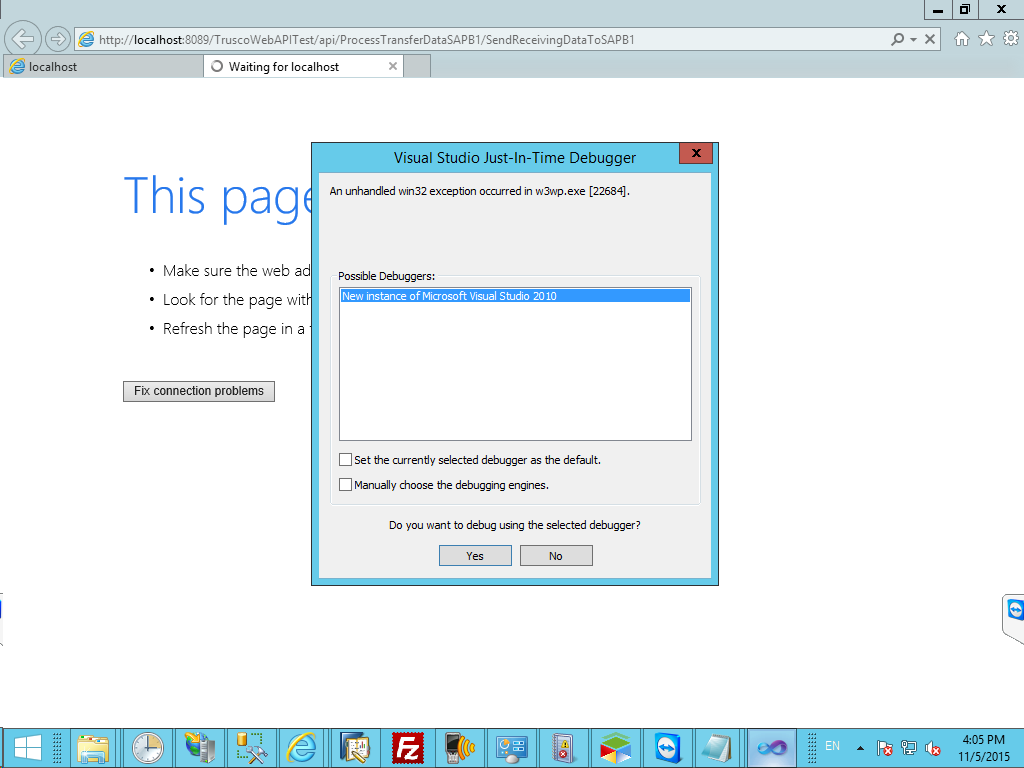 http://localhost:8089/TruscoWebAPITest/api/ProcessTransferDataSAPB1/SendReceivingDataToSAPB1
localhost
Waiting for localhost
Visual Studio Just-In-Time Debugger
An unhandled win32 exception occurred in w3wp.exe [22684].
This page
• Make sure the web ad
• Look for the page with
• Refresh the page in a
Fix connection problems
Possible Debuggers:
New instance of Microsoft Visual Studio 2010
Set the currently selected debugger as the default.
Manually choose the debugging engines.
Do you want to debug using the selected debugger?
Yes
No
Fz
EN
4:05 PM
11/5/2015